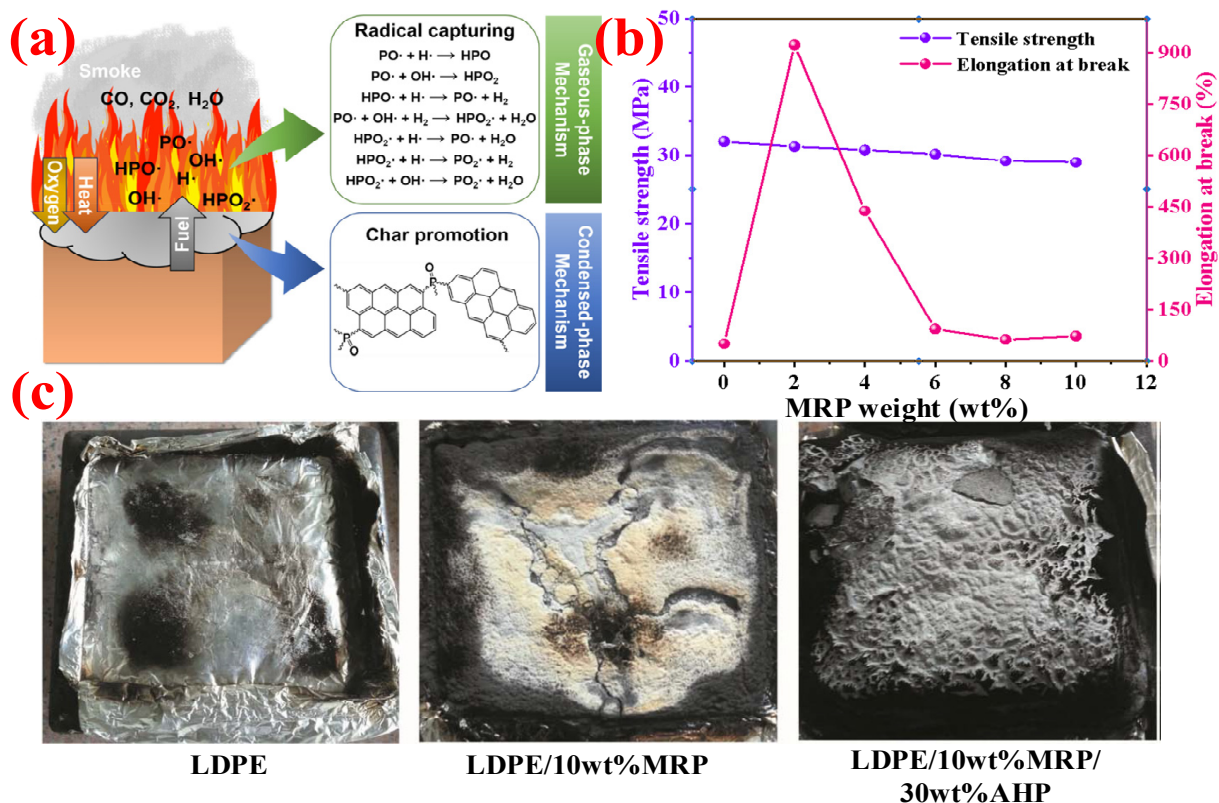 (a)
Smoke
CO, CO₂, H₂O
PO·
HPO·
OH·
H·
OH·
HPO₂·
Oxygen
Heat
Fuel
Radical capturing
PO· + H· → HPO
PO· + OH· → HPO₂
HPO· + H· → PO· + H₂
PO· + OH· + H₂ → HPO₂· + H₂O
HPO₂· + H· → PO· + H₂O
HPO₂· + H· → PO₂· + H₂
HPO₂· + OH· → PO₂· + H₂O
Gaseous-phase
Mechanism
Char promotion
O
P
P
O
Condensed-phase
Mechanism
(b)
Tensile strength
Elongation at break
Tensile strength (MPa)
50
40
30
20
10
0
Elongation at break (%)
900
750
600
450
300
150
0
0 2 4 6 8 10 12
MRP weight (wt%)
(c)
LDPE
LDPE/10wt%MRP
LDPE/10wt%MRP/
30wt%AHP